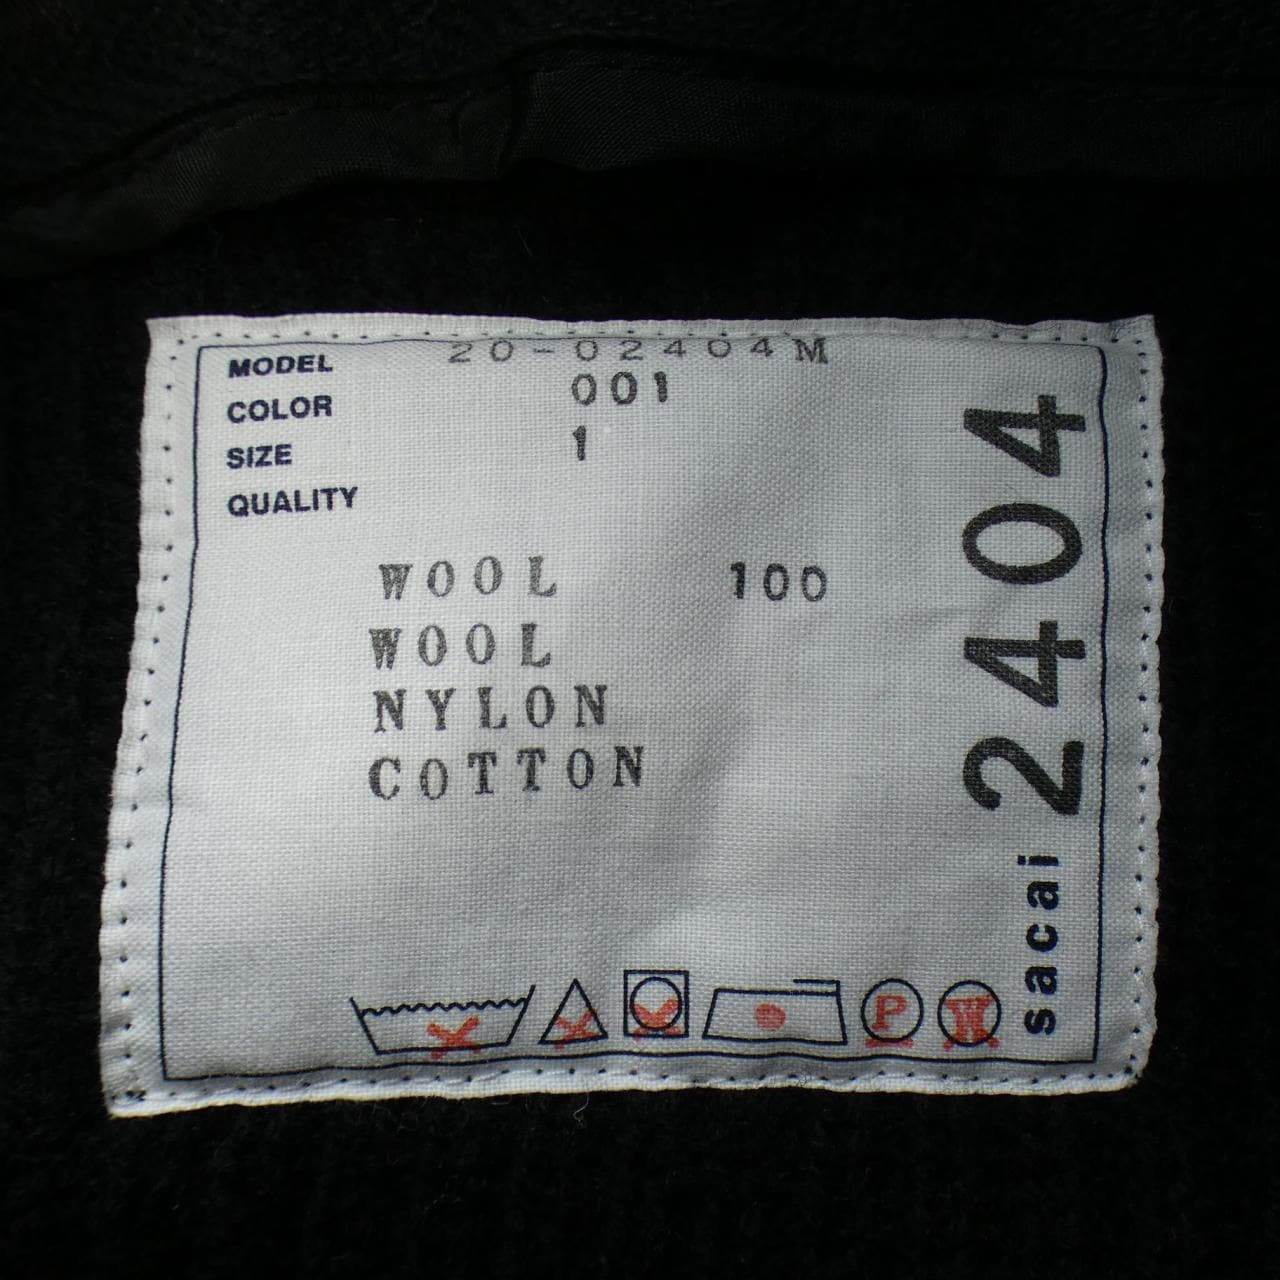 MODEL 20-02404M
COLOR 001
SIZE 1
QUALITY
WOOL 100
WOOL
NYLON
COTTON
P
W
sacai 2404